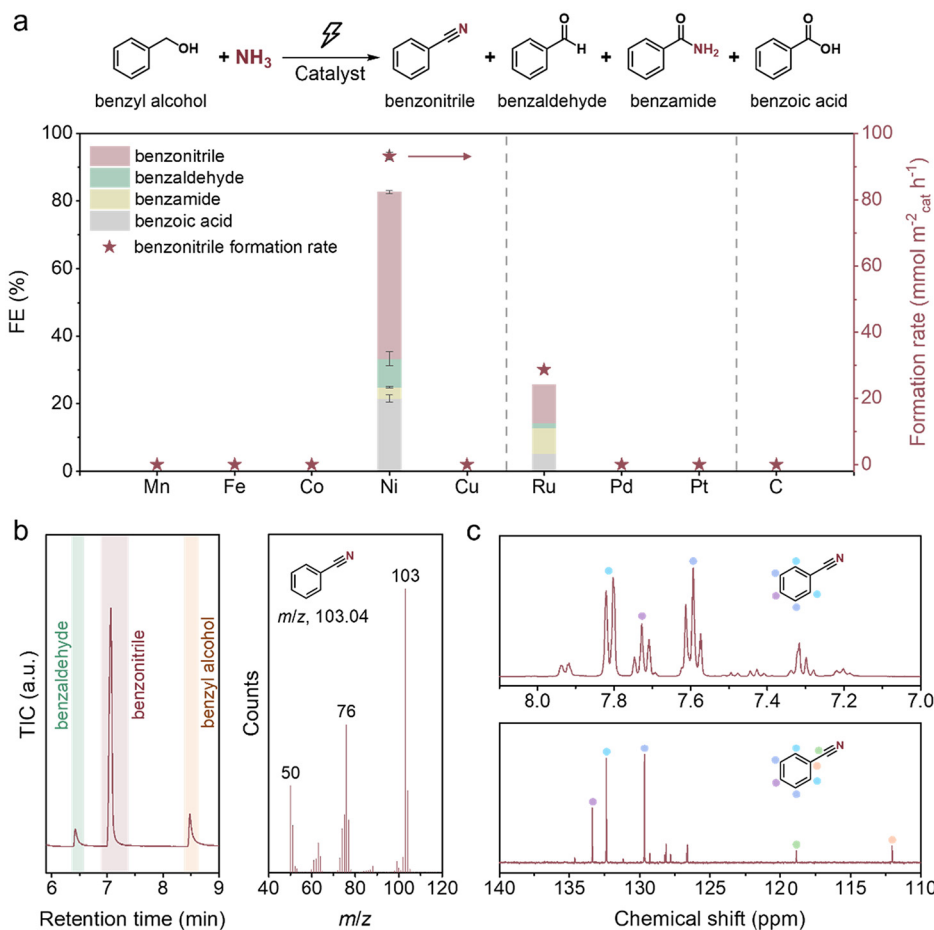 a
OH
+ NH3
Catalyst
N
+
O
H
+
O
NH2
+
O
OH
benzyl alcohol
benzonitrile
benzaldehyde
benzamide
benzoic acid
FE (%)
100
80
60
40
20
0
benzonitrile
benzaldehyde
benzamide
benzoic acid
★ benzonitrile formation rate
Mn Fe Co Ni Cu Ru Pd Pt C
100
80
60
40
20
0
Formation rate (mmol m⁻²cat h⁻¹)
b
TIC (a.u.)
benzaldehyde
benzonitrile
benzyl alcohol
6 7 8 9
Retention time (min)
Counts
N
m/z, 103.04
103
76
50
40 60 80 100 120
m/z
c
N
8.0 7.8 7.6 7.4 7.2 7.0
N
140 135 130 125 120 115 110
Chemical shift (ppm)